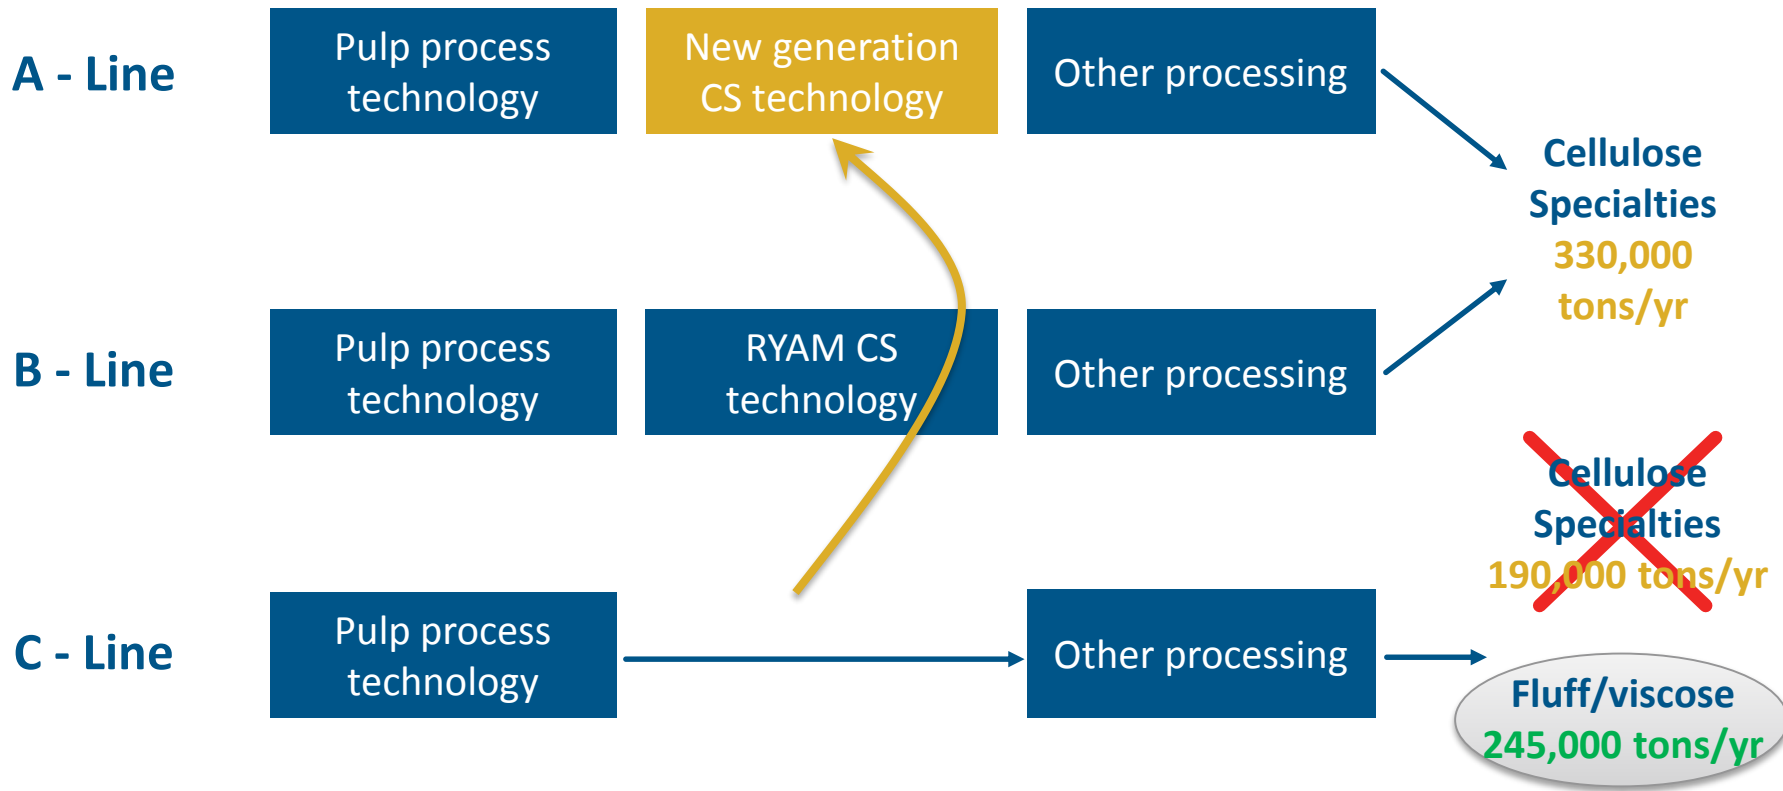 A - Line
Pulp process
technology
New generation
CS technology
Other processing
Cellulose
Specialties
330,000
tons/yr
B - Line
Pulp process
technology
RYAM CS
technology
Other processing
Cellulose
Specialties
190,000 tons/yr
C - Line
Pulp process
technology
Other processing
Fluff/viscose
245,000 tons/yr